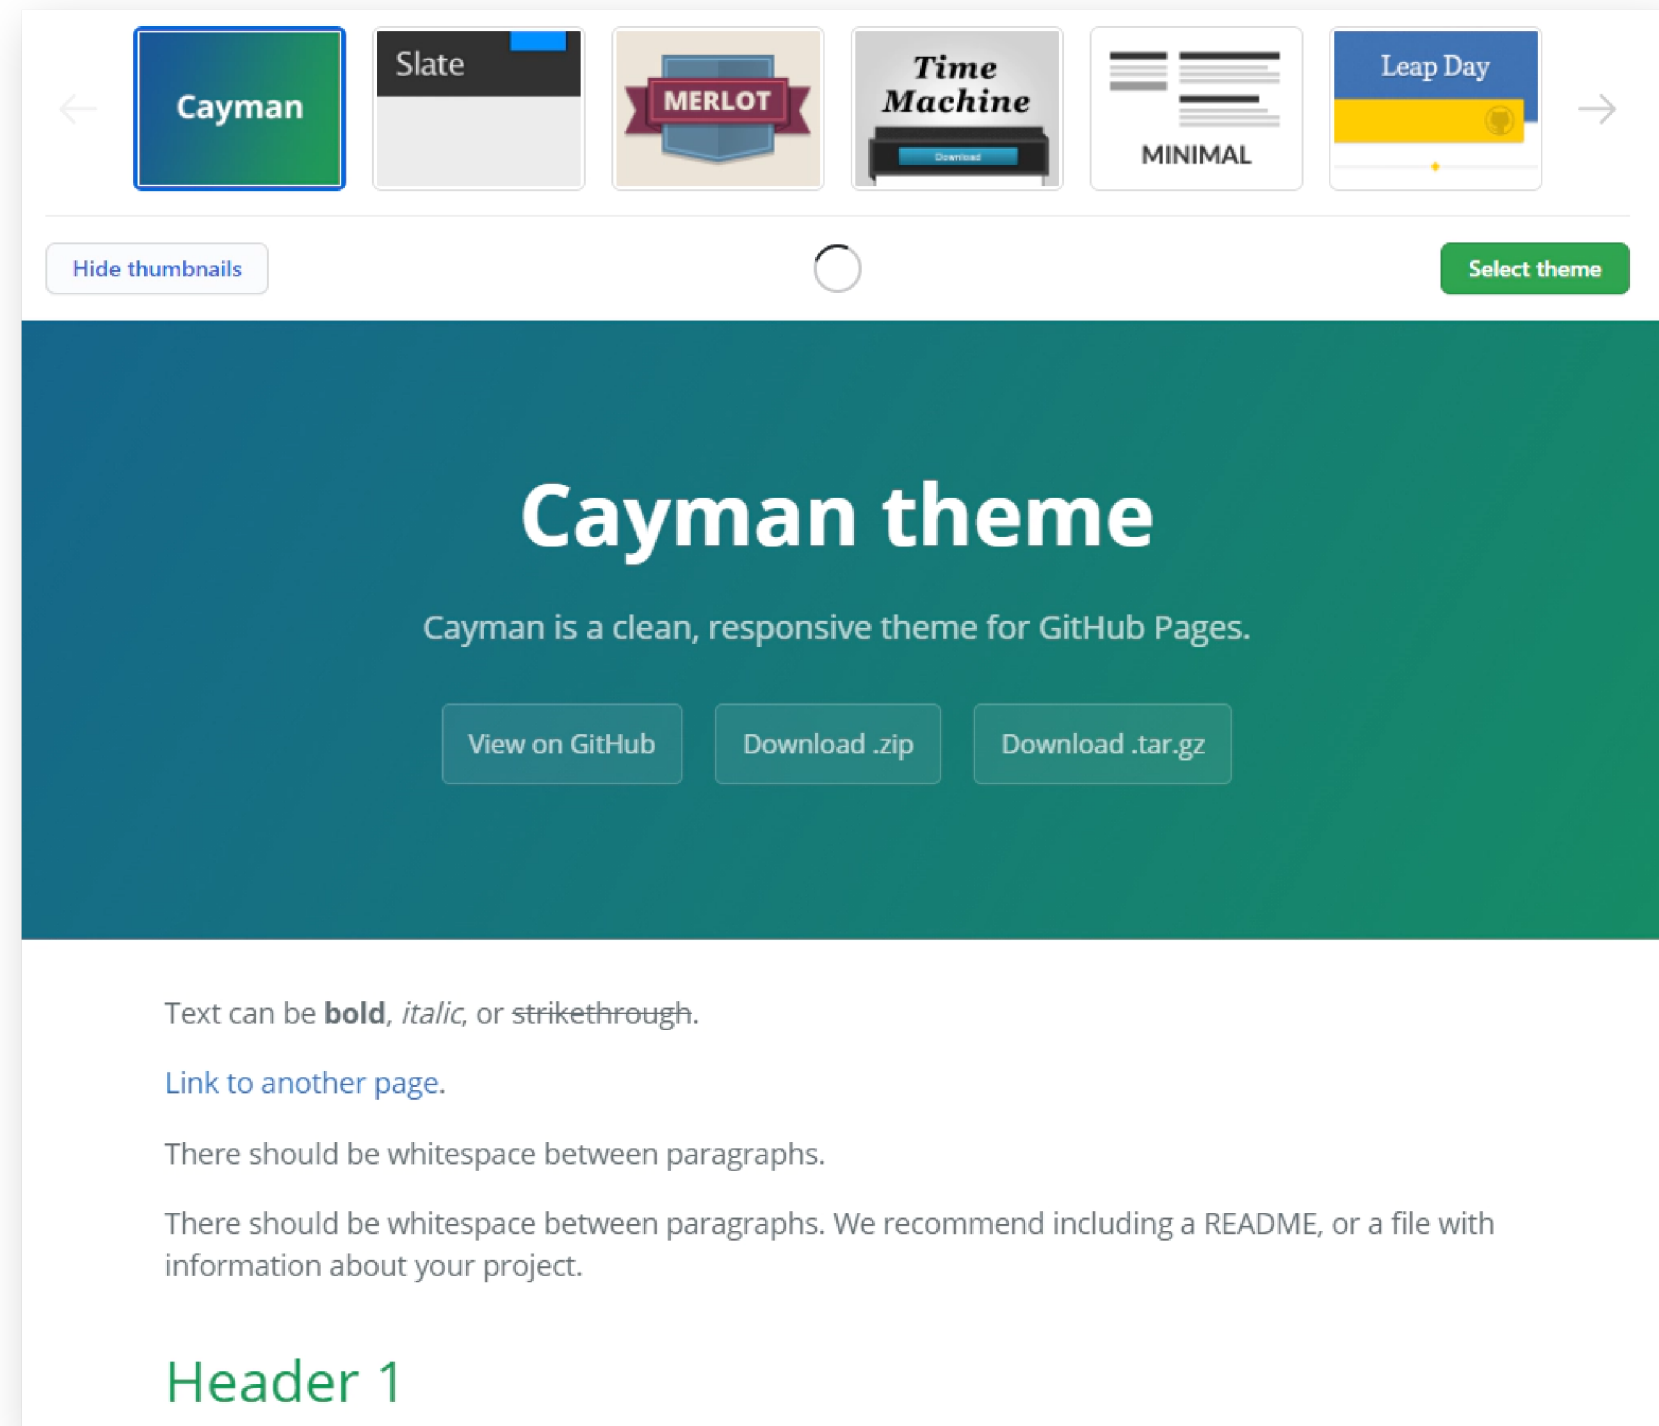 Cayman
Slate
MERLOT
Time
Machine
Download
MINIMAL
Leap Day
Hide thumbnails
Select theme
Cayman theme
Cayman is a clean, responsive theme for GitHub Pages.
View on GitHub
Download .zip
Download .tar.gz
Text can be bold, italic, or strikethrough.
Link to another page.
There should be whitespace between paragraphs.
There should be whitespace between paragraphs. We recommend including a README, or a file with
information about your project.
Header 1